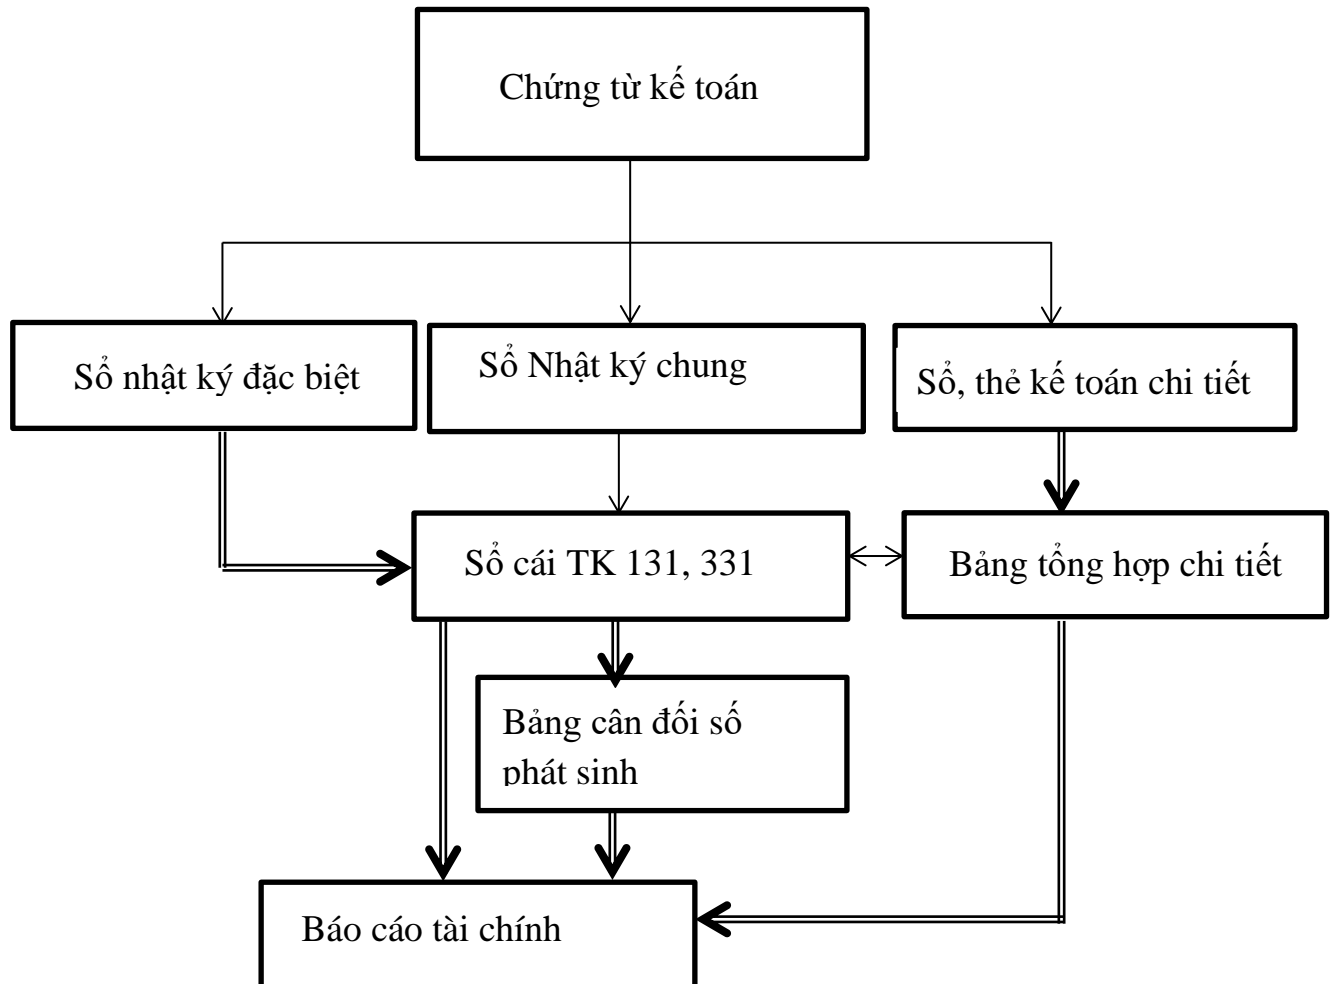 Chứng từ kế toán
Sổ nhật ký đặc biệt
Sổ Nhật ký chung
Sổ, thẻ kế toán chi tiết
Sổ cái TK 131, 331
Bảng tổng hợp chi tiết
Bảng cân đối số
phát sinh
Báo cáo tài chính